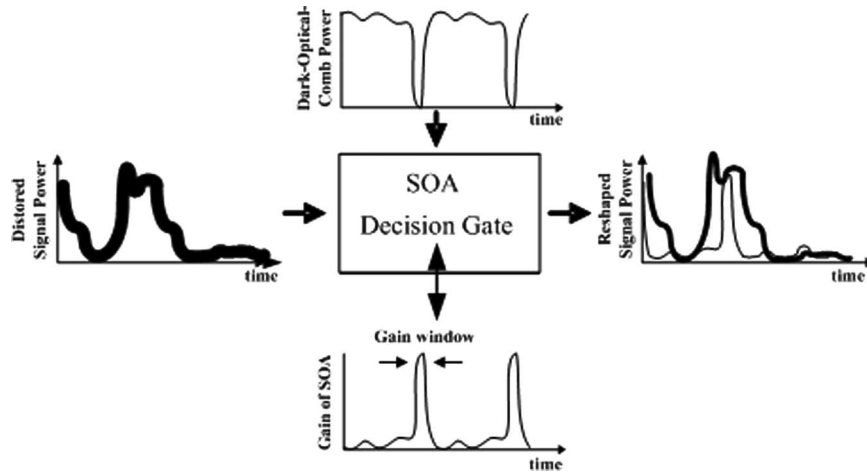 Dark-Optical-
Comb Power
time
Distored
Signal Power
time
SOA
Decision Gate
Reshaped
Signal Power
time
Gain window
Gain of SOA
time